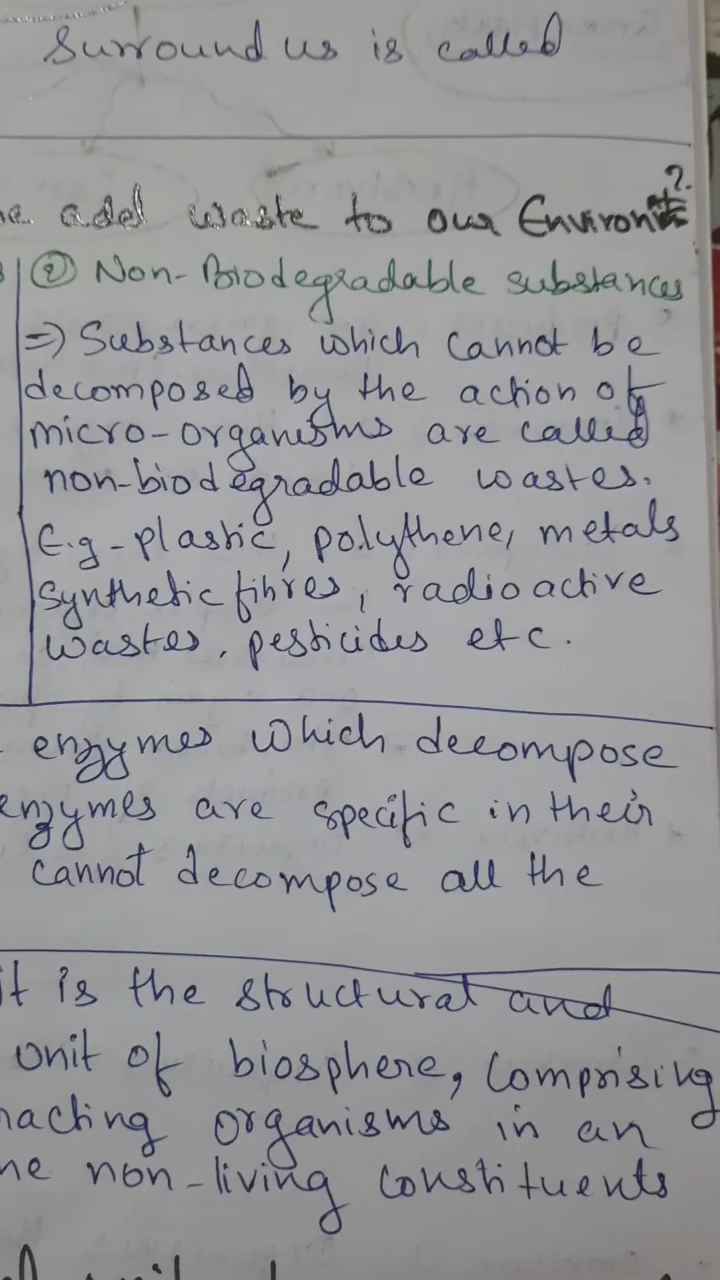 Surround us is called
add waste to our Environ
?
② Non-Biodegradable substances
=> Substances which cannot be
decomposed by the action of
micro-organisms are called
non-biodegradable wastes.
E.g - plastic, polythene, metals
synthetic fibres, radioactive
wastes, pesticides etc.
enzymes which decompose
enzymes are specific in their
cannot decompose all the
it is the structural and
unit of biosphere, comprising
racting organisms in an
non-living constituents